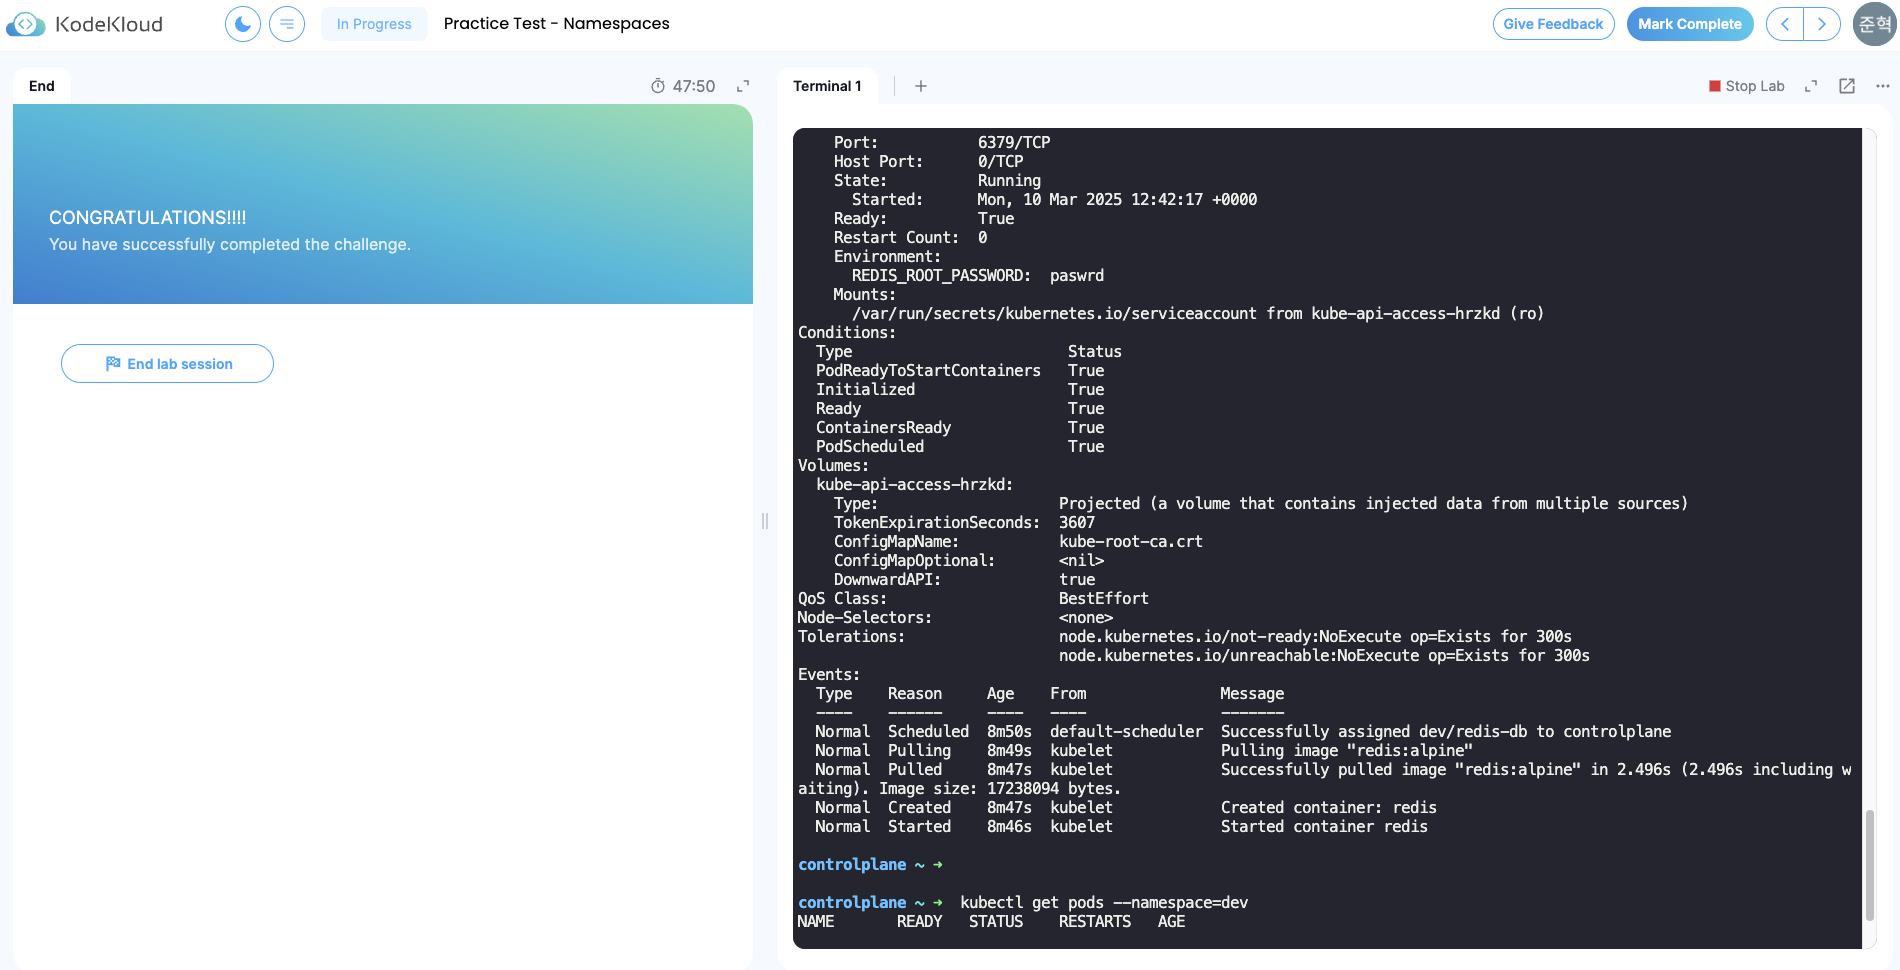 KodeKloud
In Progress
Practice Test - Namespaces
Give Feedback
Mark Complete
준혁
End
47:50
CONGRATULATIONS!!!!
You have successfully completed the challenge.
End lab session
Terminal 1
+
Stop Lab
Port: 6379/TCP
Host Port: 0/TCP
State: Running
Started: Mon, 10 Mar 2025 12:42:17 +0000
Ready: True
Restart Count: 0
Environment:
REDIS_ROOT_PASSWORD: paswrd
Mounts:
/var/run/secrets/kubernetes.io/serviceaccount from kube-api-access-hrzkd (ro)
Conditions:
Type Status
PodReadyToStartContainers True
Initialized True
Ready True
ContainersReady True
PodScheduled True
Volumes:
kube-api-access-hrzkd:
Type: Projected (a volume that contains injected data from multiple sources)
TokenExpirationSeconds: 3607
ConfigMapName: kube-root-ca.crt
ConfigMapOptional: <nil>
DownwardAPI: true
QoS Class: BestEffort
Node-Selectors: <none>
Tolerations: node.kubernetes.io/not-ready:NoExecute op=Exists for 300s
node.kubernetes.io/unreachable:NoExecute op=Exists for 300s
Events:
Type Reason Age From Message
---- ------ ---- ---- -------
Normal Scheduled 8m50s default-scheduler Successfully assigned dev/redis-db to controlplane
Normal Pulling 8m49s kubelet Pulling image "redis:alpine"
Normal Pulled 8m47s kubelet Successfully pulled image "redis:alpine" in 2.496s (2.496s including w
aiting). Image size: 17238094 bytes.
Normal Created 8m47s kubelet Created container: redis
Normal Started 8m46s kubelet Started container redis
controlplane ~ ➜
controlplane ~ ➜ kubectl get pods --namespace=dev
NAME READY STATUS RESTARTS AGE